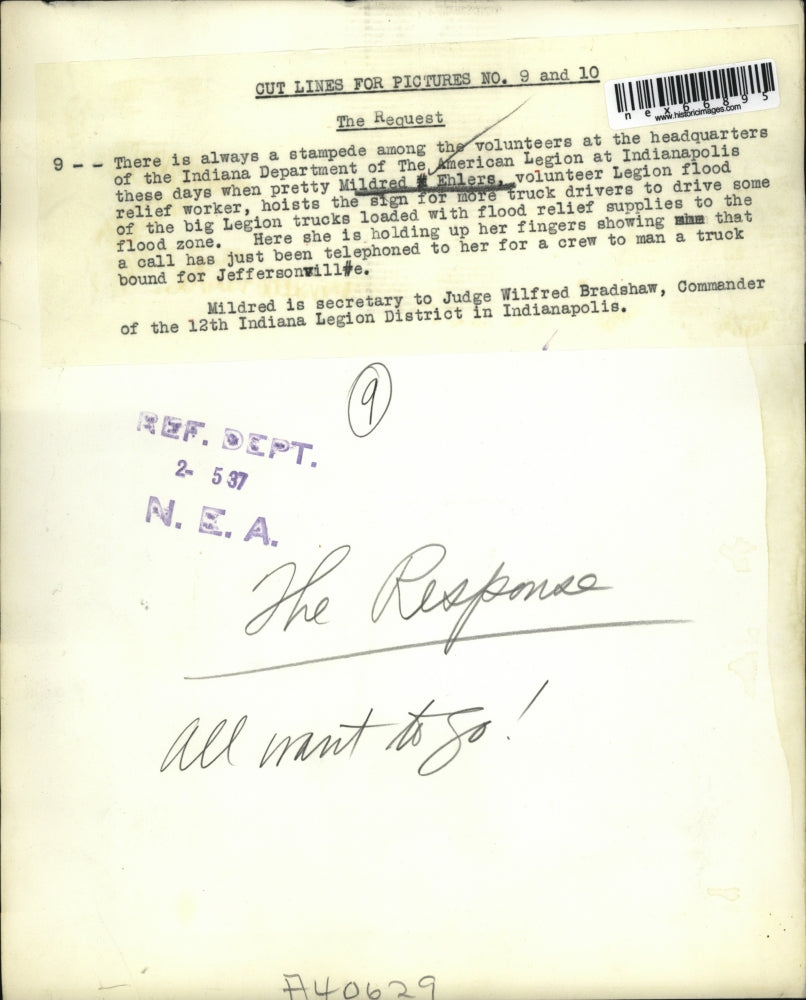 CUT LINES FOR PICTURES NO. 9 and 10
nex66895
www.historicimages.com
The Request
9 -- There is always a stampede among the volunteers at the headquarters
of the Indiana Department of The American Legion at Indianapolis
these days when pretty Mildred # Ehlers, volunteer Legion flood
relief worker, hoists the sign for more truck drivers to drive some
of the big Legion trucks loaded with flood relief supplies to the
flood zone. Here she is holding up her fingers showing that
a call has just been telephoned to her for a crew to man a truck
bound for Jeffersonvill#e.
Mildred is secretary to Judge Wilfred Bradshaw, Commander
of the 12th Indiana Legion District in Indianapolis.
9
REF. DEPT.
2- 5 37
N. E. A.
The Response
All want to go!
A40629